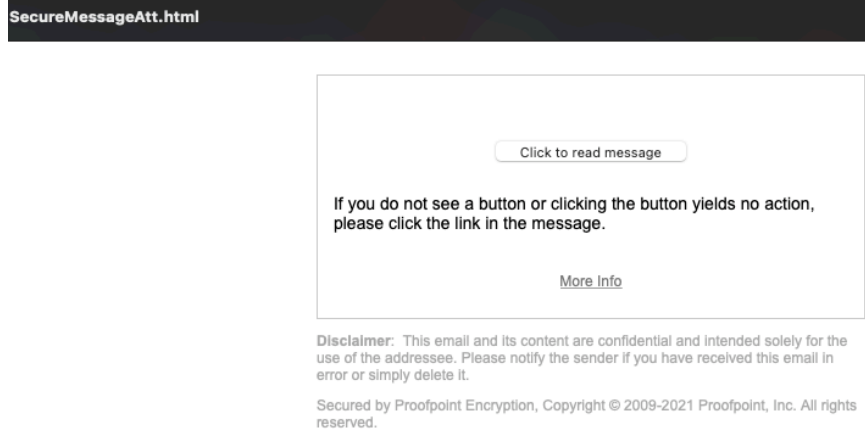 SecureMessageAtt.html
Click to read message
If you do not see a button or clicking the button yields no action,
please click the link in the message.
More Info
Disclaimer:  This email and its content are confidential and intended solely for the
use of the addressee. Please notify the sender if you have received this email in
error or simply delete it.
Secured by Proofpoint Encryption, Copyright © 2009-2021 Proofpoint, Inc. All rights
reserved.